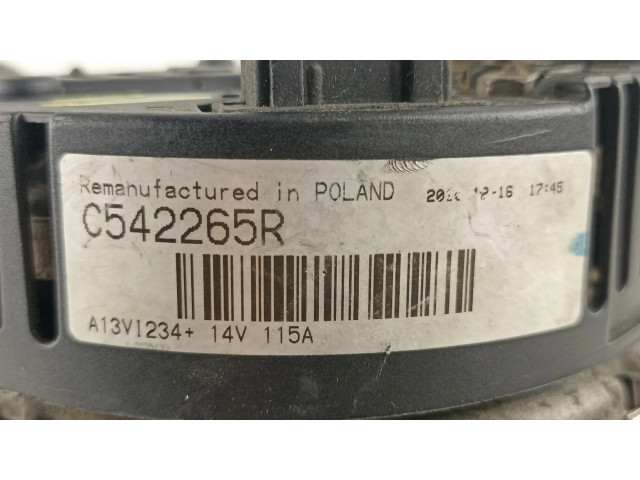 Remanufactured in POLAND 17:45
C542265R
A13VI234+ 14V 115A